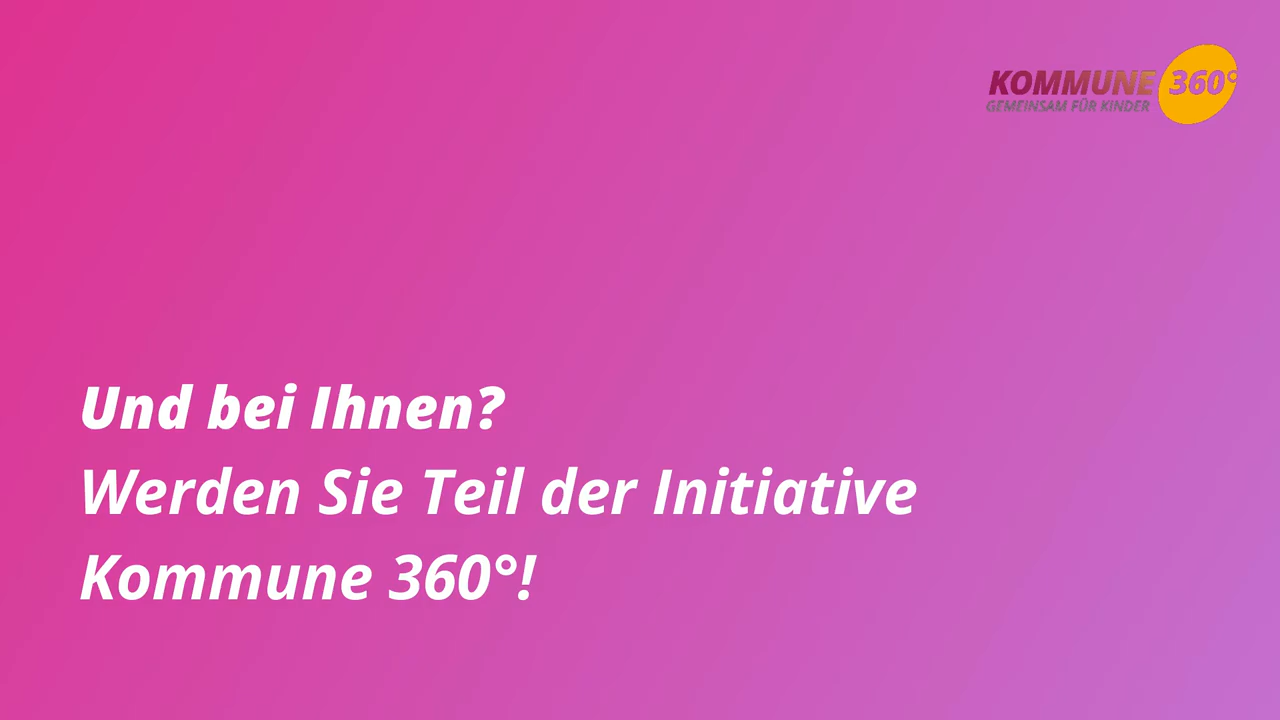 KOMMUNE 360°
GEMEINSAM FÜR KINDER
Und bei Ihnen?
Werden Sie Teil der Initiative
Kommune 360°!